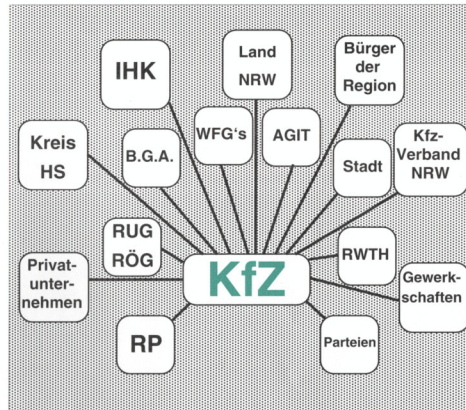 IHK
Land
NRW
Bürger
der
Region
Kreis
HS
B.G.A.
WFG's
AGIT
Stadt
Kfz-
Verband
NRW
RUG
RÖG
RWTH
Privat-
unter-
nehmen
KfZ
Gewerk-
schaften
RP
Parteien